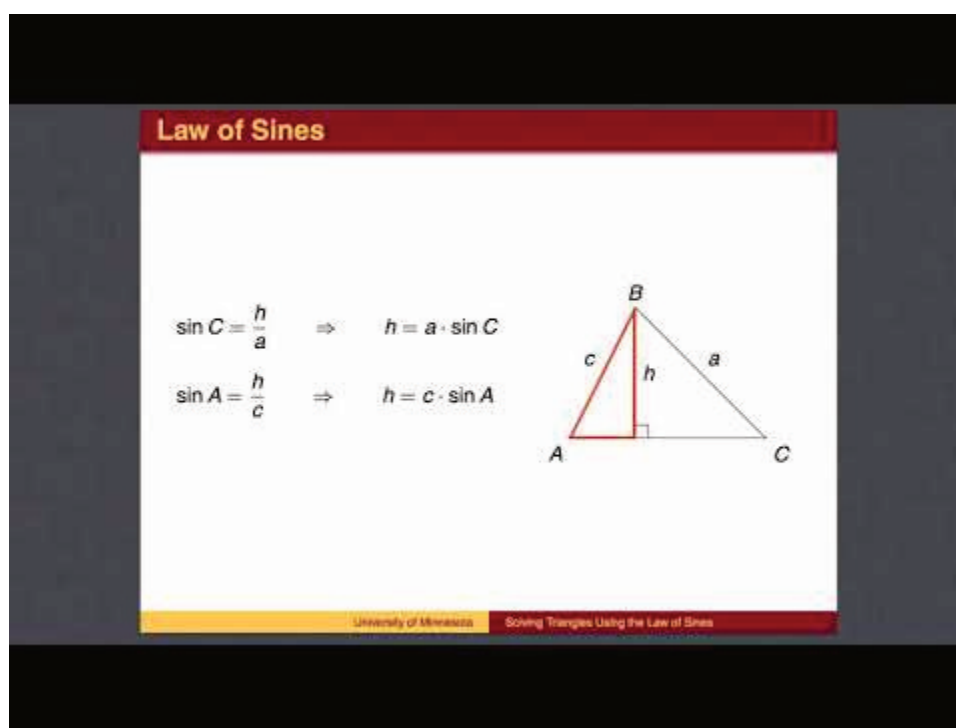 Law of Sines
sin C = h/a ⇒ h = a · sin C
sin A = h/c ⇒ h = c · sin A
B
c
h
a
A
C
University of Minnesota
Solving Triangles Using the Law of Sines